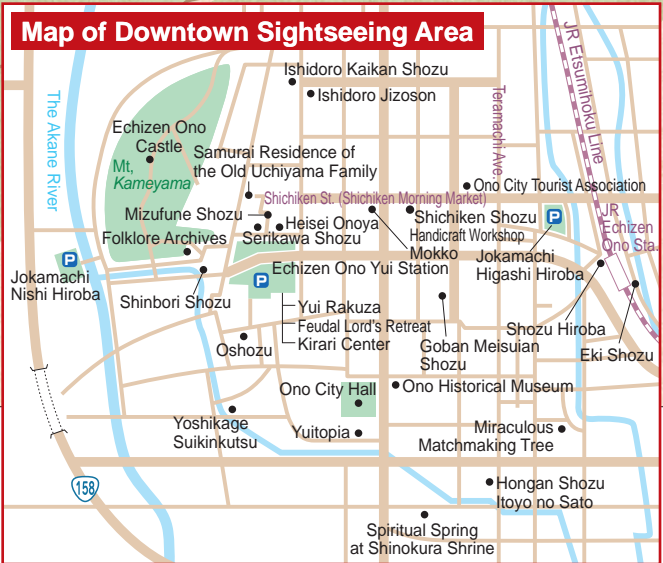 Map of Downtown Sightseeing Area
Ishidoro Kaikan Shozu
Ishidoro Jizoson
JR Etsumihoku Line
The Akane River
Teramachi Ave.
Echizen Ono
Castle
Mt,
Kameyama
Samurai Residence of
the Old Uchiyama Family
Ono City Tourist Association
Shichiken St. (Shichiken Morning Market)
Mizufune Shozu
Heisei Onoya
Serikawa Shozu
Shichiken Shozu
Handicraft Workshop
Mokko
P
Jokamachi
Higashi Hiroba
JR
Echizen
Ono Sta.
Folklore Archives
P
Jokamachi
Nishi Hiroba
Shinbori Shozu
P
Echizen Ono Yui Station
Yui Rakuza
Feudal Lord's Retreat
Kirari Center
Oshozu
Goban Meisuian
Shozu
Shozu Hiroba
Eki Shozu
Ono City Hall
Ono Historical Museum
Yoshikage
Suikinkutsu
Yuitopia
Miraculous
Matchmaking Tree
158
Hongan Shozu
Itoyo no Sato
Spiritual Spring
at Shinokura Shrine